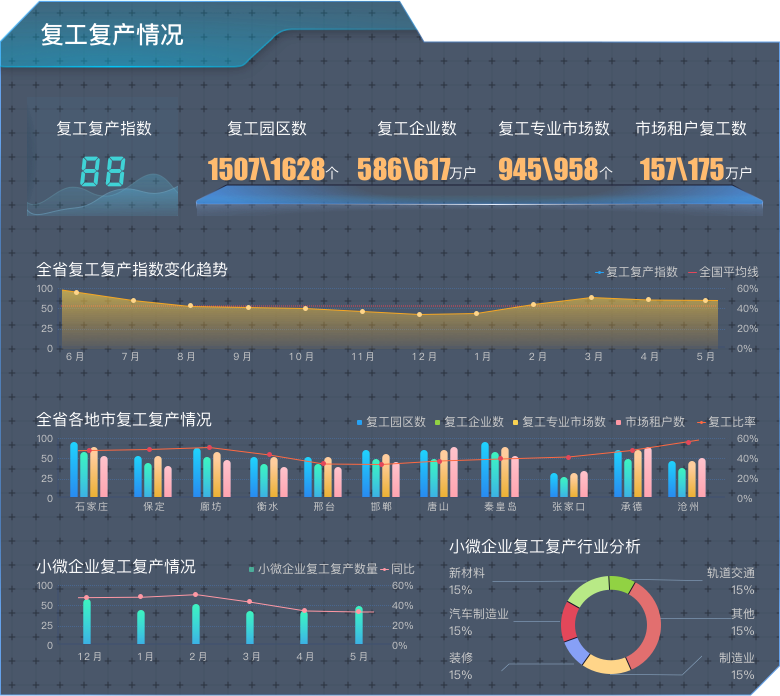 复工复产情况
复工复产指数
88
复工园区数
1507\1628个
复工企业数
586\617万户
复工专业市场数
945\958个
市场租户复工数
157\175万户
全省复工复产指数变化趋势
复工复产指数 全国平均线
100 60%
50 40%
25 20%
0 0%
6月 7月 8月 9月 10月 11月 12月 1月 2月 3月 4月 5月
全省各地市复工复产情况
复工园区数 复工企业数 复工专业市场数 市场租户数 复工比率
100 60%
50 40%
25 20%
0 0%
石家庄 保定 廊坊 衡水 邢台 邯郸 唐山 秦皇岛 张家口 承德 沧州
小微企业复工复产情况
小微企业复工复产数量 同比
100 60%
50 40%
25 20%
0 0%
12月 1月 2月 3月 4月 5月
小微企业复工复产行业分析
新材料
15%
汽车制造业
15%
装修
15%
轨道交通
15%
其他
15%
制造业
15%